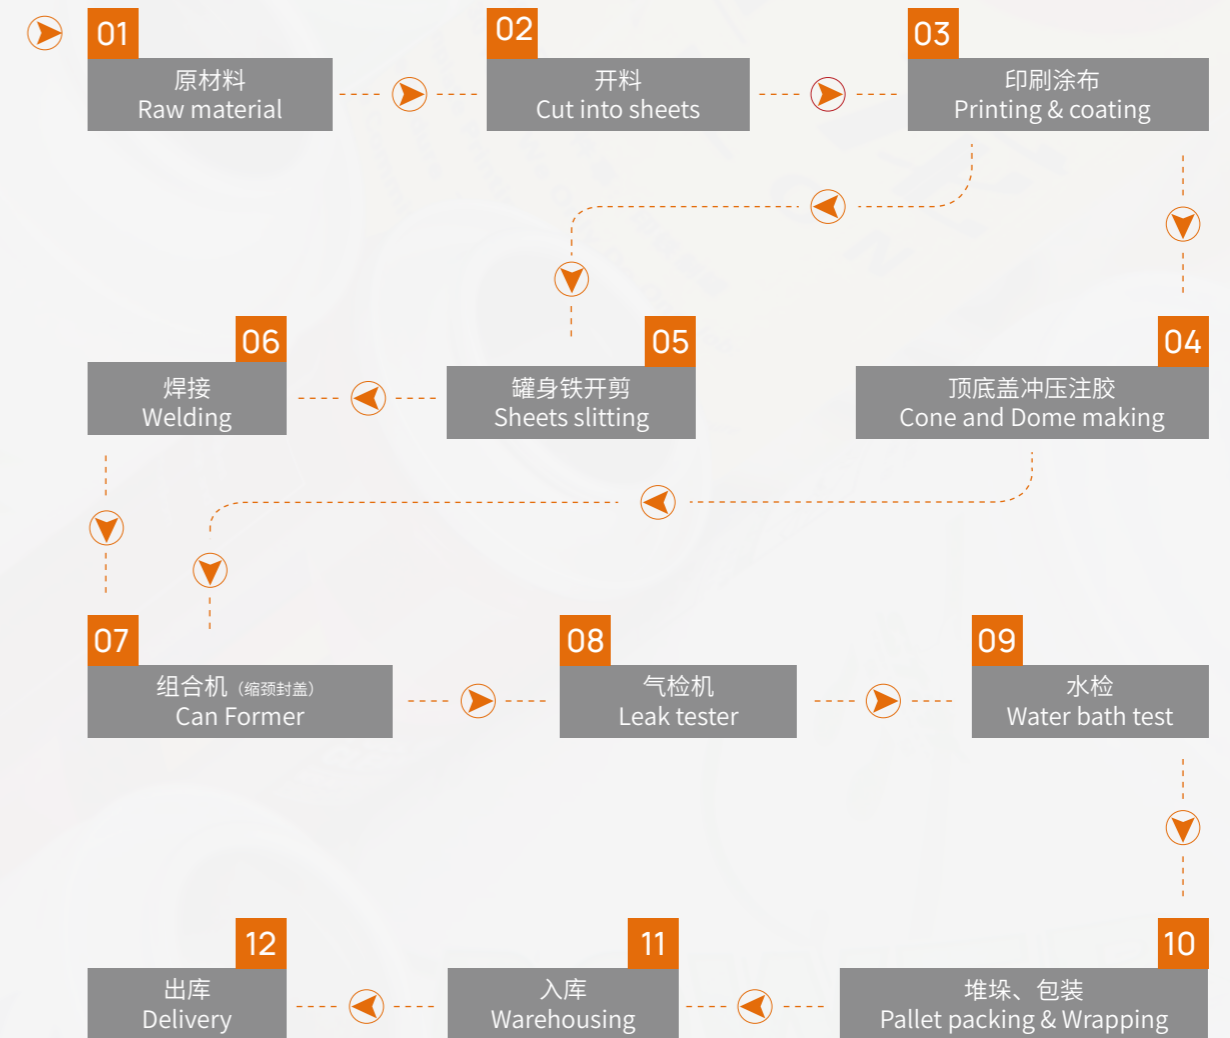 01
原材料
Raw material
02
开料
Cut into sheets
03
印刷涂布
Printing & coating
04
顶底盖冲压注胶
Cone and Dome making
05
罐身铁开剪
Sheets slitting
06
焊接
Welding
07
组合机（缩颈封盖）
Can Former
08
气检机
Leak tester
09
水检
Water bath test
10
堆垛、包装
Pallet packing & Wrapping
11
入库
Warehousing
12
出库
Delivery